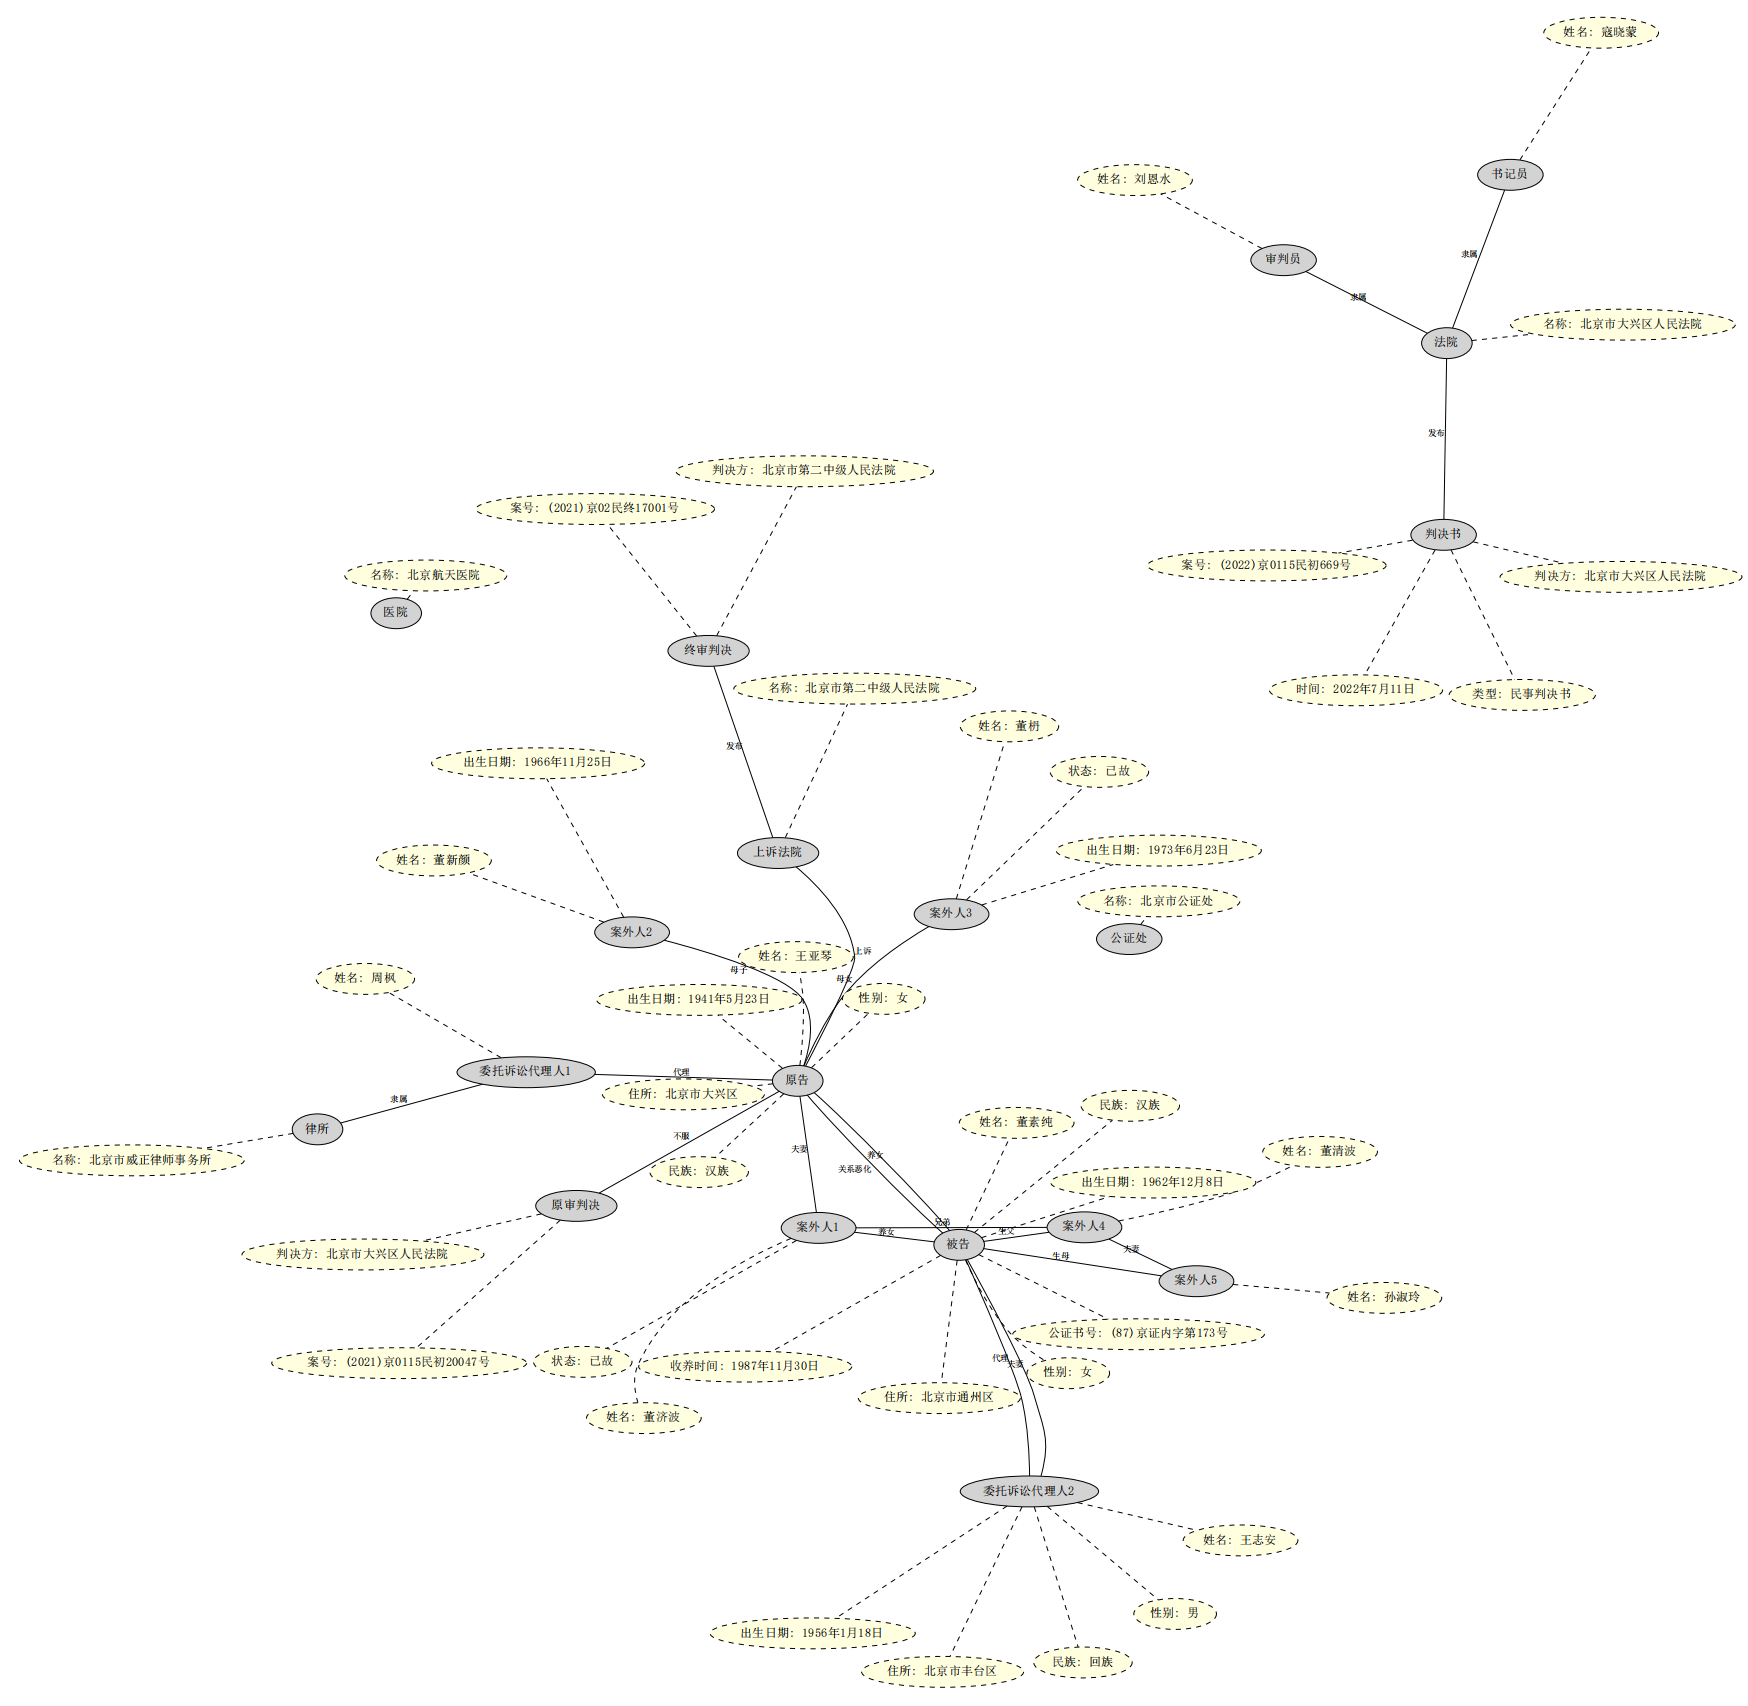 姓名: 寇晓蒙
书记员
姓名: 刘恩水
审判员
隶属
隶属
名称: 北京市大兴区人民法院
法院
发布
判决方: 北京市第二中级人民法院
案号: (2021)京02民终17001号
判决书
案号: (2022)京0115民初669号
判决方: 北京市大兴区人民法院
名称: 北京航天医院
医院
终审判决
时间: 2022年7月11日
类型: 民事判决书
名称: 北京市第二中级人民法院
姓名: 董枬
发布
出生日期: 1966年11月25日
状态: 已故
上诉法院
出生日期: 1973年6月23日
姓名: 董新颜
名称: 北京市公证处
案外人3
案外人2
公证处
上诉
姓名: 王亚琴
母子
姓名: 周枫
母女
出生日期: 1941年5月23日
性别: 女
委托诉讼代理人1
代理
原告
住所: 北京市大兴区
隶属
民族: 汉族
姓名: 董素纯
律所
不服
夫妻
养女
关系恶化
姓名: 董清波
名称: 北京市威正律师事务所
民族: 汉族
出生日期: 1962年12月8日
原审判决
案外人1
兄弟
养女
生父
案外人4
被告
夫妻
生母
判决方: 北京市大兴区人民法院
案外人5
姓名: 孙淑玲
公证书号: (87)京证内字第173号
案号: (2021)京0115民初20047号
状态: 已故
收养时间: 1987年11月30日
代理
夫妻
性别: 女
住所: 北京市通州区
姓名: 董济波
委托诉讼代理人2
姓名: 王志安
性别: 男
出生日期: 1956年1月18日
民族: 回族
住所: 北京市丰台区